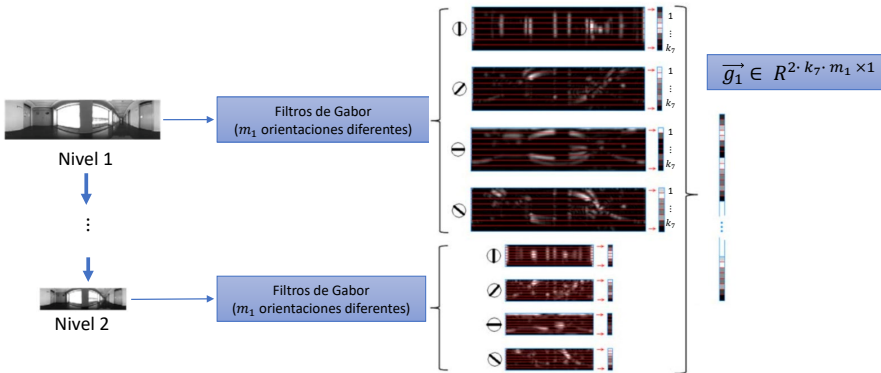 Nivel 1
⋮
Nivel 2
Filtros de Gabor
(m₁ orientaciones diferentes)
Filtros de Gabor
(m₁ orientaciones diferentes)
1
⋮
k₇
1
⋮
k₇
1
⋮
k₇
1
⋮
k₇
g₁⃗ ∈ R^{2· k₇· m₁ ×1}
⋯